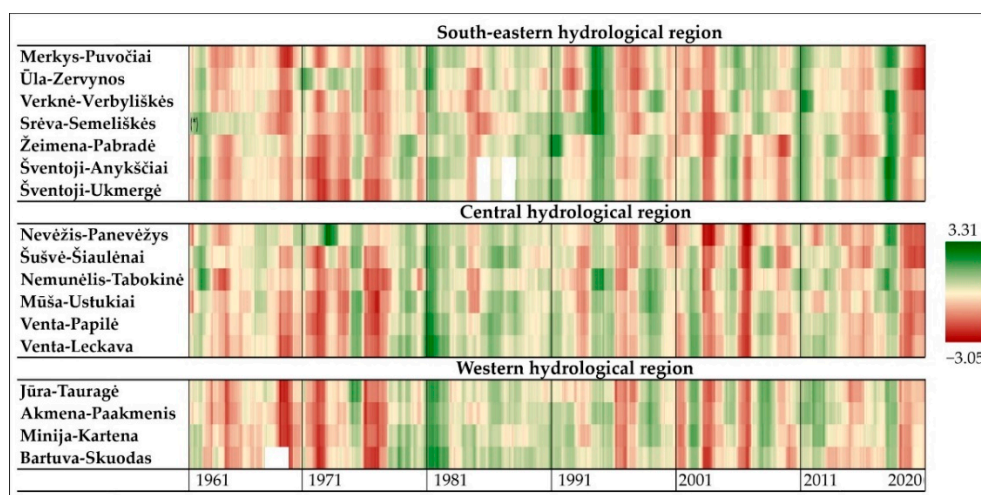 South-eastern hydrological region
Merkys-Puvočiai
Ūla-Zervynos
Verknė-Verbyliškės
Srėva-Semeliškės
(*)
Žeimena-Pabradė
Šventoji-Anykščiai
Šventoji-Ukmergė
Central hydrological region
Nevėžis-Panevėžys
Šušvė-Šiaulėnai
Nemunėlis-Tabokinė
Mūša-Ustukiai
Venta-Papilė
Venta-Leckava
3.31
−3.05
Western hydrological region
Jūra-Tauragė
Akmena-Paakmenis
Minija-Kartena
Bartuva-Skuodas
1961 1971 1981 1991 2001 2011 2020